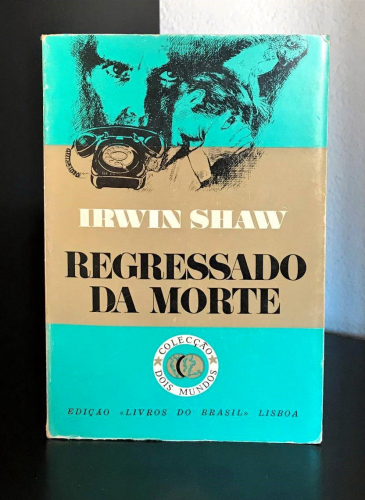 IRWIN SHAW
REGRESSADO
DA MORTE
COLECÇÃO
DOIS MUNDOS
EDIÇÃO «LIVROS DO BRASIL» LISBOA